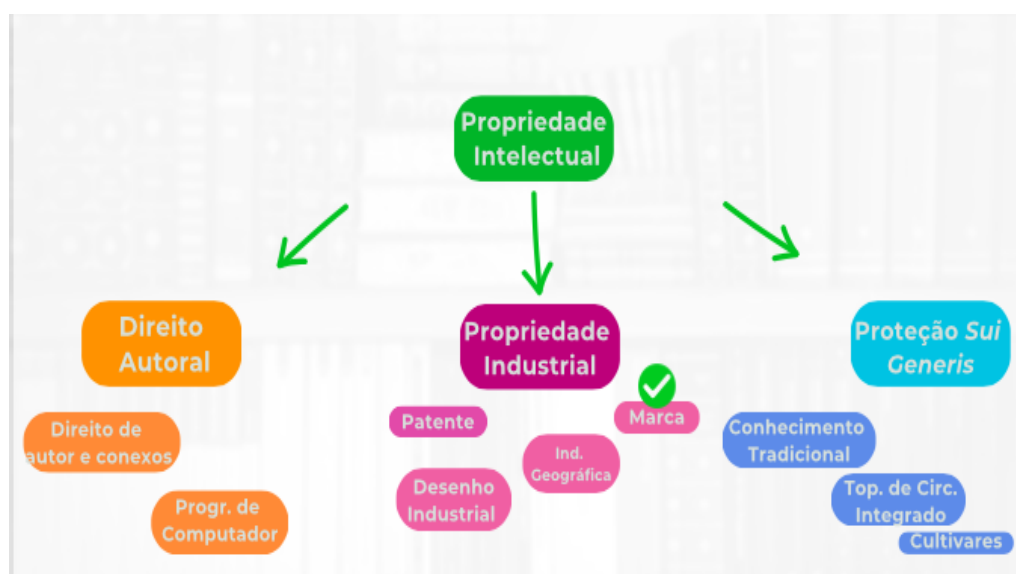 Propriedade
Intelectual
Direito
Autoral
Direito de
autor e conexos
Progr. de
Computador
Propriedade
Industrial
Patente
Marca
Ind.
Geográfica
Desenho
Industrial
Proteção Sui
Generis
Conhecimento
Tradicional
Top. de Circ.
Integrado
Cultivares